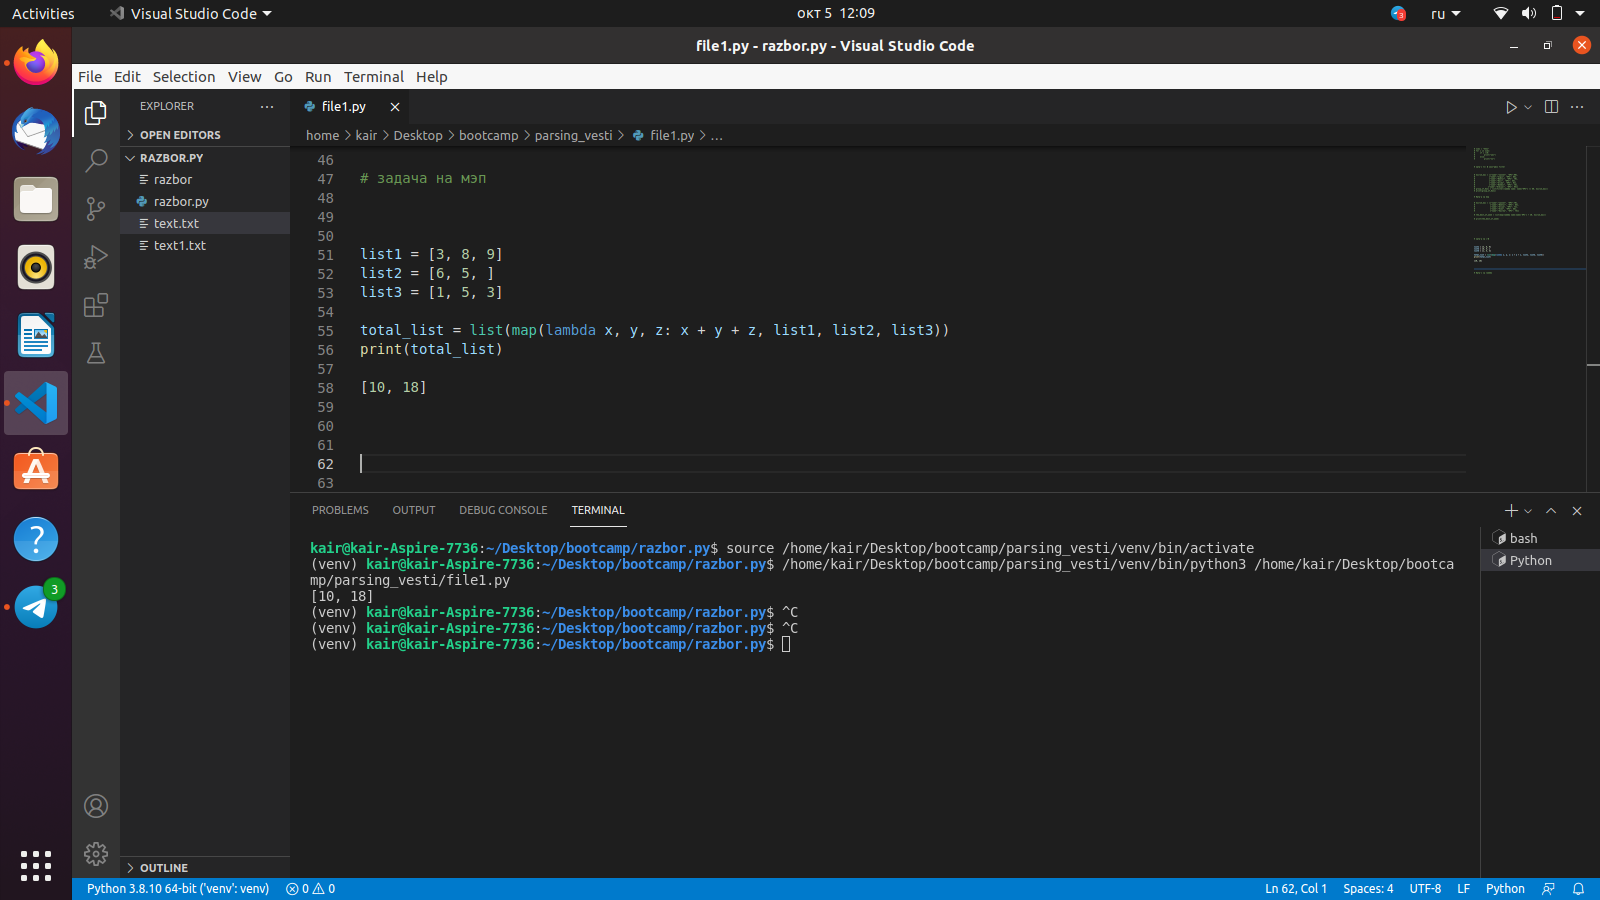 Activities
Visual Studio Code
окт 5 12:09
3
ru
file1.py - razbor.py - Visual Studio Code
File Edit Selection View Go Run Terminal Help
EXPLORER
file1.py
OPEN EDITORS
home > kair > Desktop > bootcamp > parsing_vesti > file1.py > ...
RAZBOR.PY
razbor
razbor.py
text.txt
text1.txt
46
47 # задача на мэп
48
49
50
51 list1 = [3, 8, 9]
52 list2 = [6, 5, ]
53 list3 = [1, 5, 3]
54
55 total_list = list(map(lambda x, y, z: x + y + z, list1, list2, list3))
56 print(total_list)
57
58 [10, 18]
59
60
61
62
63
PROBLEMS OUTPUT DEBUG CONSOLE TERMINAL
kair@kair-Aspire-7736:~/Desktop/bootcamp/razbor.py$ source /home/kair/Desktop/bootcamp/parsing_vesti/venv/bin/activate
(venv) kair@kair-Aspire-7736:~/Desktop/bootcamp/razbor.py$ /home/kair/Desktop/bootcamp/parsing_vesti/venv/bin/python3 /home/kair/Desktop/bootca
mp/parsing_vesti/file1.py
[10, 18]
(venv) kair@kair-Aspire-7736:~/Desktop/bootcamp/razbor.py$ ^C
(venv) kair@kair-Aspire-7736:~/Desktop/bootcamp/razbor.py$ ^C
(venv) kair@kair-Aspire-7736:~/Desktop/bootcamp/razbor.py$
bash
Python
3
OUTLINE
Python 3.8.10 64-bit ('venv': venv) 0 0
Ln 62, Col 1 Spaces: 4 UTF-8 LF Python